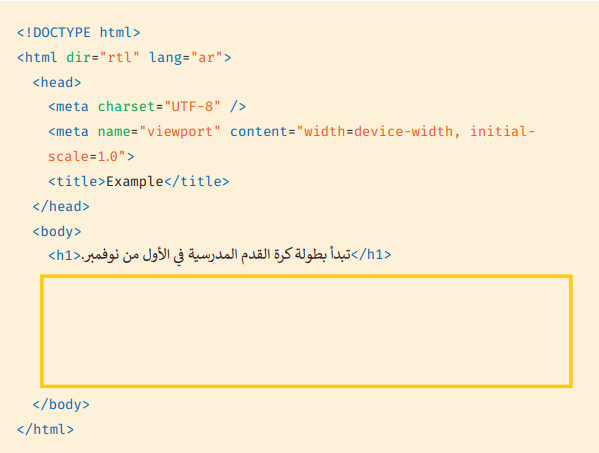 <!DOCTYPE html>
<html dir="rtl" lang="ar">
<head>
<meta charset="UTF-8" />
<meta name="viewport" content="width=device-width, initial-
scale=1.0">
<title>Example</title>
</head>
<body>
<h1>تبدأ بطولة كرة القدم المدرسية في الأول من نوفمبر.</h1>
</body>
</html>